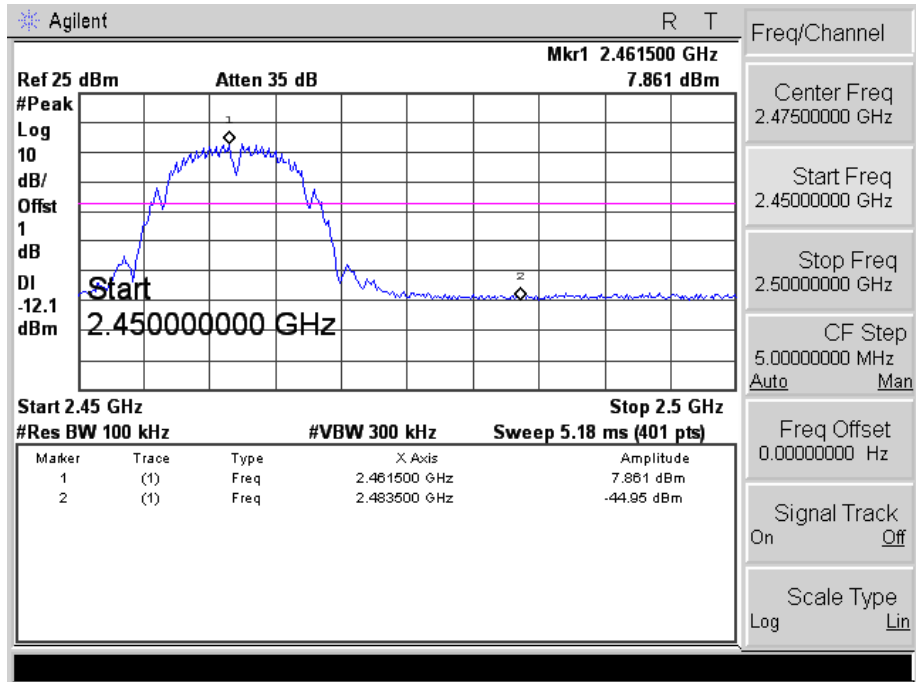 Agilent
R T
Mkr1 2.461500 GHz
Ref 25 dBm Atten 35 dB 7.861 dBm
#Peak
Log
10
dB/
Offst
1
dB
DI
-12.1
dBm
1
2
Start
2.450000000 GHz
Start 2.45 GHz Stop 2.5 GHz
#Res BW 100 kHz #VBW 300 kHz Sweep 5.18 ms (401 pts)
Marker Trace Type X Axis Amplitude
1 (1) Freq 2.461500 GHz 7.861 dBm
2 (1) Freq 2.483500 GHz -44.95 dBm
Freq/Channel
Center Freq
2.47500000 GHz
Start Freq
2.45000000 GHz
Stop Freq
2.50000000 GHz
CF Step
5.00000000 MHz
Auto Man
Freq Offset
0.00000000 Hz
Signal Track
On Off
Scale Type
Log Lin